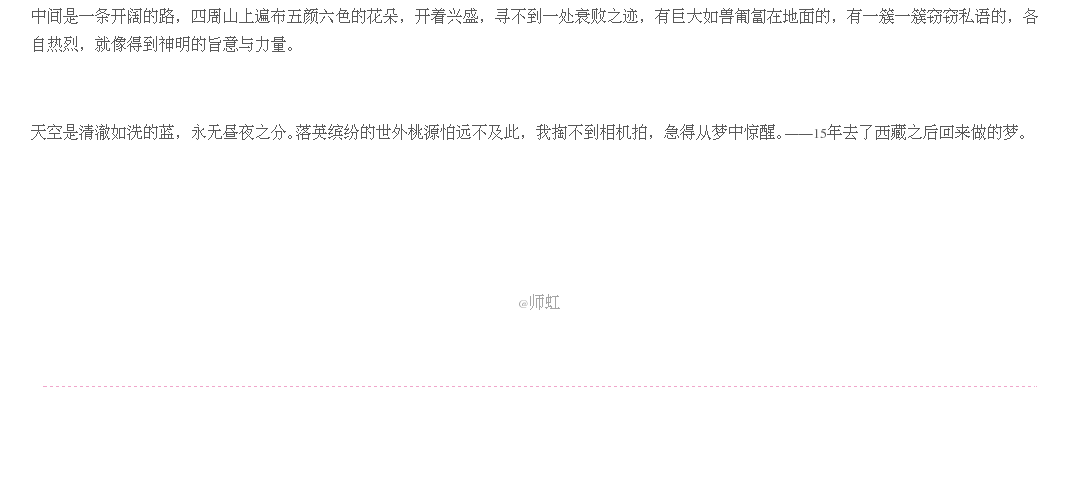 中间是一条开阔的路，四周山上遍布五颜六色的花朵，开着兴盛，寻不到一处衰败之迹，有巨大如兽匍匐在地面的，有一簇一簇窃窃私语的，各
自热烈，就像得到神明的旨意与力量。
天空是清澈如洗的蓝，永无昼夜之分。落英缤纷的世外桃源怕远不及此，我掏不到相机拍，急得从梦中惊醒。——15年去了西藏之后回来做的梦。
@师虹